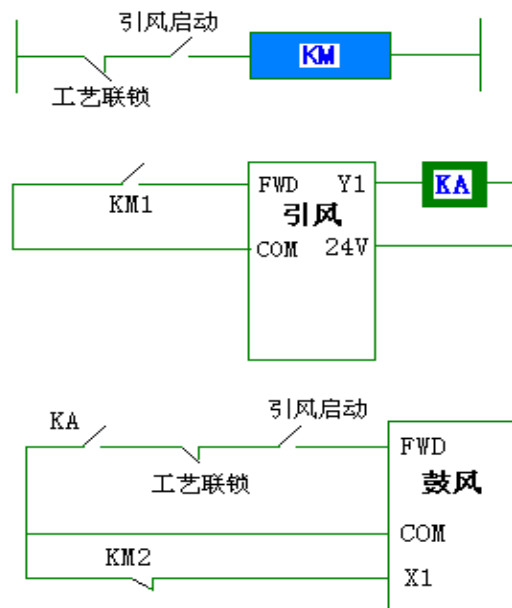 引风启动
KM
工艺联锁
FWD Y1 KA
KM1
引风
COM 24V
KA 引风启动
FWD
工艺联锁 鼓风
COM
KM2
X1